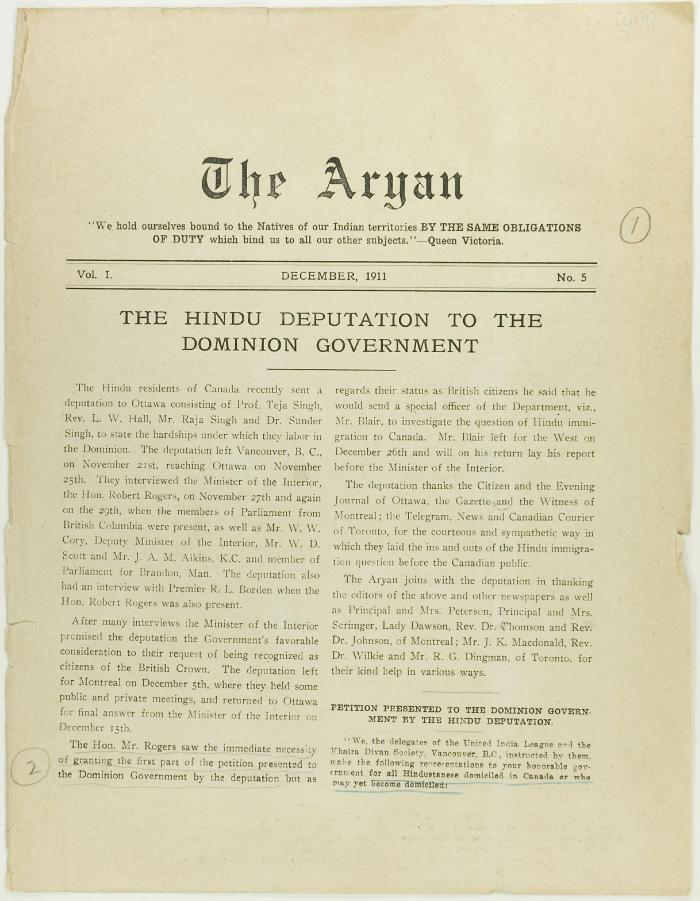 The Aryan
"We hold ourselves bound to the Natives of our Indian territories BY THE SAME OBLIGATIONS
OF DUTY which bind us to all our other subjects."—Queen Victoria.
1
Vol. I. DECEMBER, 1911 No. 5
THE HINDU DEPUTATION TO THE
DOMINION GOVERNMENT
The Hindu residents of Canada recently sent a
deputation to Ottawa consisting of Prof. Teja Singh,
Rev. L. W. Hall, Mr. Raja Singh and Dr. Sunder
Singh, to state the hardships under which they labor in
the Dominion. The deputation left Vancouver, B. C.,
on November 21st, reaching Ottawa on November
25th. They interviewed the Minister of the Interior,
the Hon. Robert Rogers, on November 27th and again
on the 29th, when the members of Parliament from
British Columbia were present, as well as Mr. W. W.
Cory, Deputy Minister of the Interior, Mr. W. D.
Scott and Mr. J. A. M. Aikins, K.C. and member of
Parliament for Brandon, Man. The deputation also
had an interview with Premier R. L. Borden when the
Hon. Robert Rogers was also present.
After many interviews the Minister of the Interior
promised the deputation the Government's favorable
consideration to their request of being recognized as
citizens of the British Crown. The deputation left
for Montreal on December 5th, where they held some
public and private meetings, and returned to Ottawa
for final answer from the Minister of the Interior on
December 15th.
The Hon. Mr. Rogers saw the immediate necessity
of granting the first part of the petition presented to
the Dominion Government by the deputation but as
2
regards their status as British citizens he said that he
would send a special officer of the Department, viz.,
Mr. Blair, to investigate the question of Hindu immi-
gration to Canada. Mr. Blair left for the West on
December 26th and will on his return lay his report
before the Minister of the Interior.
The deputation thanks the Citizen and the Evening
Journal of Ottawa, the Gazette and the Witness of
Montreal; the Telegram, News and Canadian Courier
of Toronto, for the courteous and sympathetic way in
which they laid the ins and outs of the Hindu immigra-
tion question before the Canadian public.
The Aryan joins with the deputation in thanking
the editors of the above and other newspapers as well
as Principal and Mrs. Peterson, Principal and Mrs.
Scrimger, Lady Dawson, Rev. Dr. Thomson and Rev.
Dr. Johnson, of Montreal; Mr. J. K. Macdonald, Rev.
Dr. Wilkie and Mr. R. G. Dingman, of Toronto, for
their kind help in various ways.
PETITION PRESENTED TO THE DOMINION GOVERN-
MENT BY THE HINDU DEPUTATION.
"We, the delegates of the United India League and the
Khalra Divan Society, Vancouver, B.C., instructed by them,
make the following representations to your honorable gov-
ernment for all Hindustanese domiciled in Canada or who
may yet become domiciled: